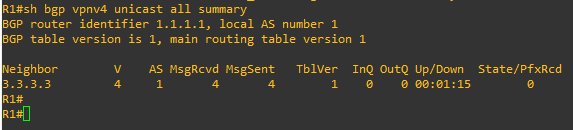 R1#sh bgp vpnv4 unicast all summary
BGP router identifier 1.1.1.1, local AS number 1
BGP table version is 1, main routing table version 1
Neighbor        V           AS MsgRcvd MsgSent   TblVer  InQ OutQ Up/Down  State/PfxRcd
3.3.3.3         4            1       4       4        1    0    0 00:01:15        0
R1#
R1#